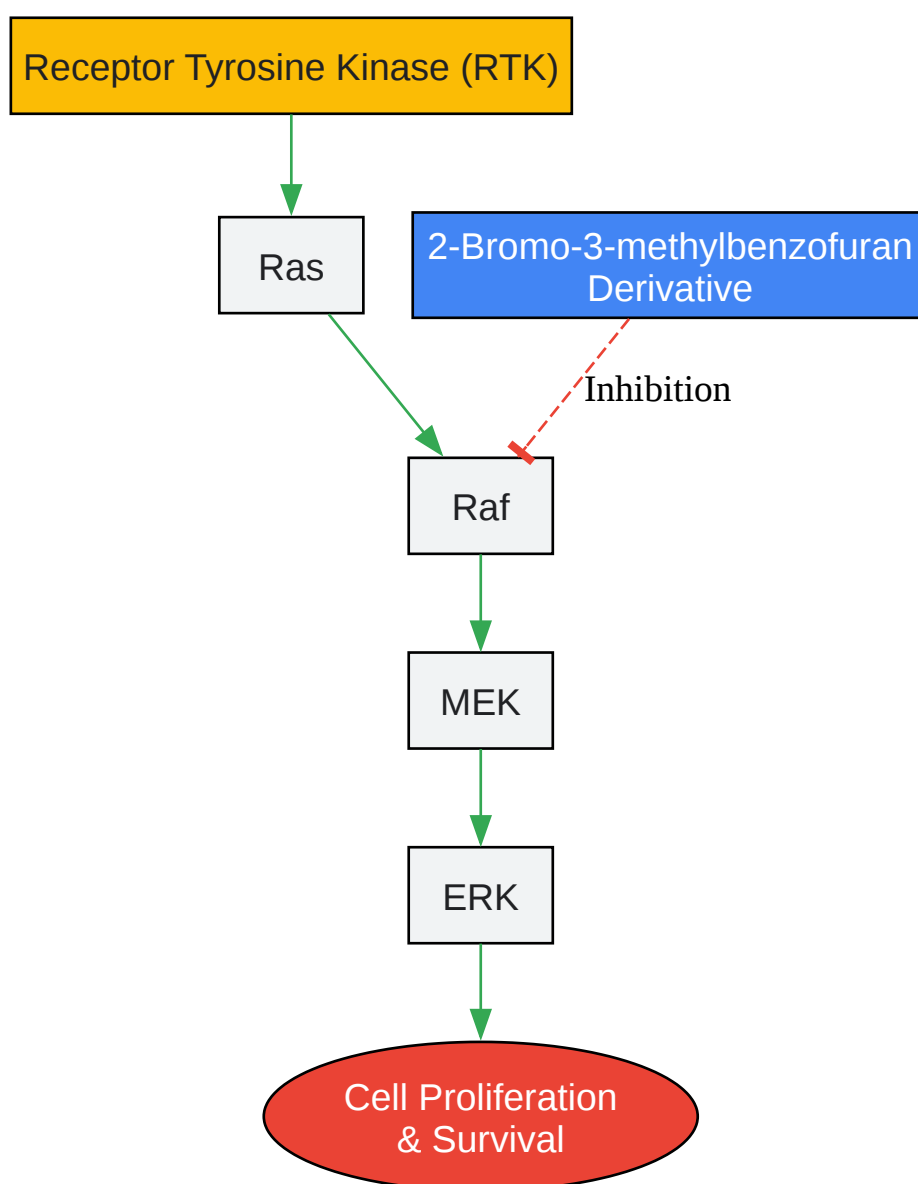 Receptor Tyrosine Kinase (RTK)
Ras
2-Bromo-3-methylbenzofuran
Derivative
Inhibition
Raf
MEK
ERK
Cell Proliferation
& Survival